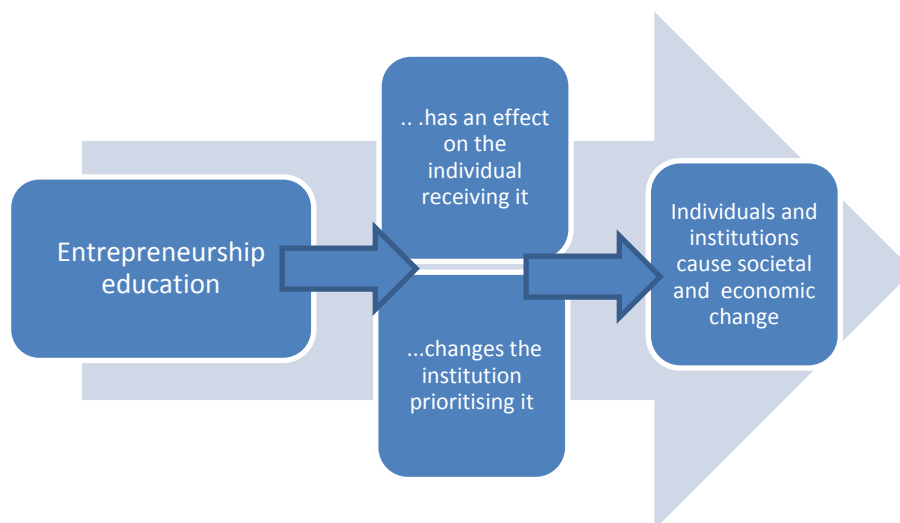 Entrepreneurship
education
.. .has an effect
on the
individual
receiving it
...changes the
institution
prioritising it
Individuals and
institutions
cause societal
and economic
change